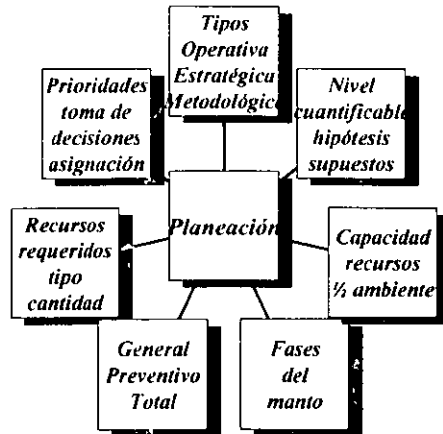 Tipos
Operativa
Estratégica
Metodológica
Prioridades
toma de
decisiones
asignación
Nivel
cuantificable
hipótesis
supuestos
Planeación
Recursos
requeridos
tipo
cantidad
Capacidad
recursos
½ ambiente
General
Preventivo
Total
Fases
del
manto